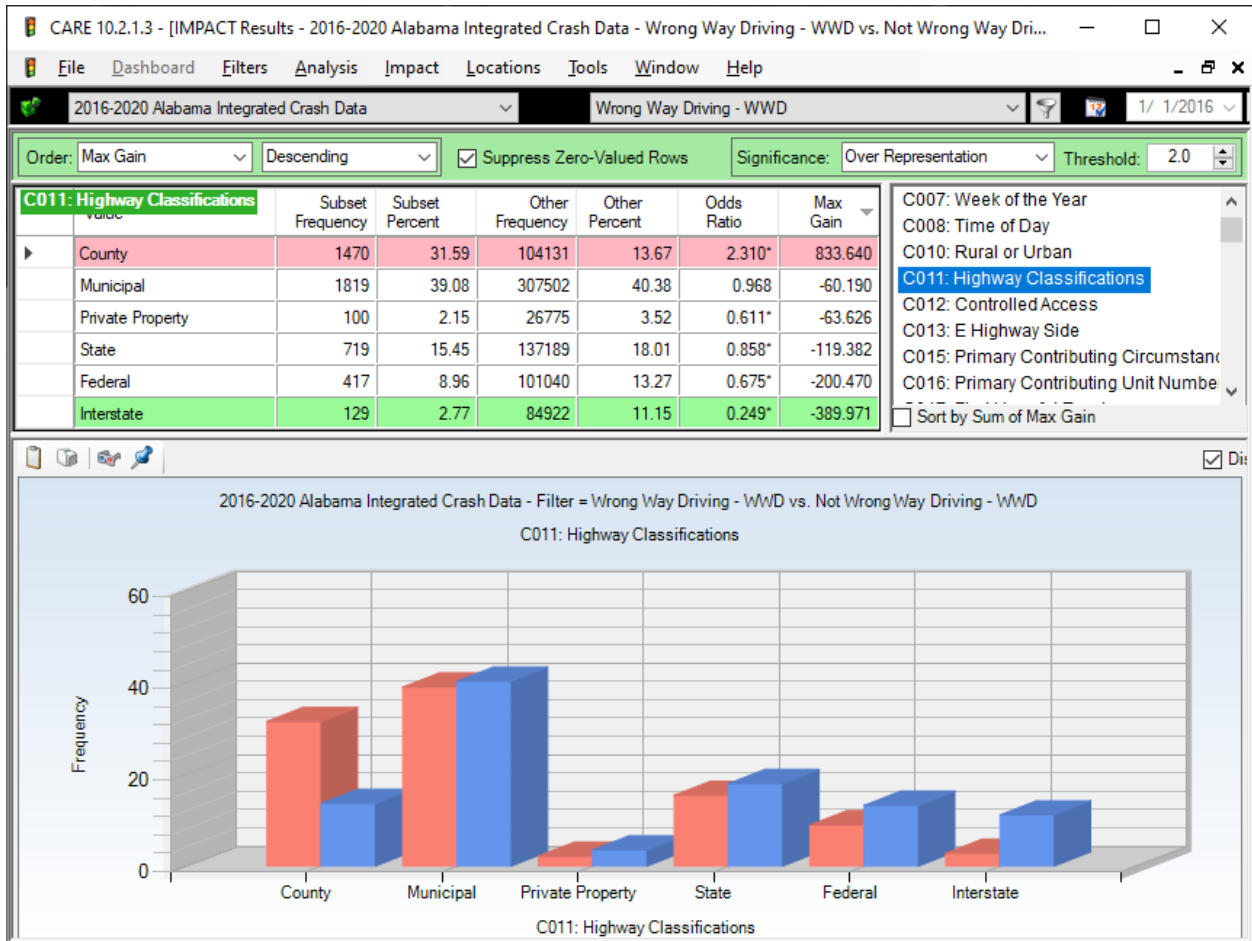 CARE 10.2.1.3 - [IMPACT Results - 2016-2020 Alabama Integrated Crash Data - Wrong Way Driving - WWD vs. Not Wrong Way Dri...
File Dashboard Filters Analysis Impact Locations Tools Window Help
2016-2020 Alabama Integrated Crash Data Wrong Way Driving - WWD 1/ 1/2016
Order: Max Gain Descending Suppress Zero-Valued Rows Significance: Over Representation Threshold: 2.0
C011: Highway Classifications Subset Frequency Subset Percent Other Frequency Other Percent Odds Ratio Max Gain
County 1470 31.59 104131 13.67 2.310* 833.640
Municipal 1819 39.08 307502 40.38 0.968 -60.190
Private Property 100 2.15 26775 3.52 0.611* -63.626
State 719 15.45 137189 18.01 0.858* -119.382
Federal 417 8.96 101040 13.27 0.675* -200.470
Interstate 129 2.77 84922 11.15 0.249* -389.971
C007: Week of the Year
C008: Time of Day
C010: Rural or Urban
C011: Highway Classifications
C012: Controlled Access
C013: E Highway Side
C015: Primary Contributing Circumstanc
C016: Primary Contributing Unit Numbe
Sort by Sum of Max Gain
Dis
2016-2020 Alabama Integrated Crash Data - Filter = Wrong Way Driving - WWD vs. Not Wrong Way Driving - WWD
C011: Highway Classifications
60
40
20
0
Frequency
County Municipal Private Property State Federal Interstate
C011: Highway Classifications